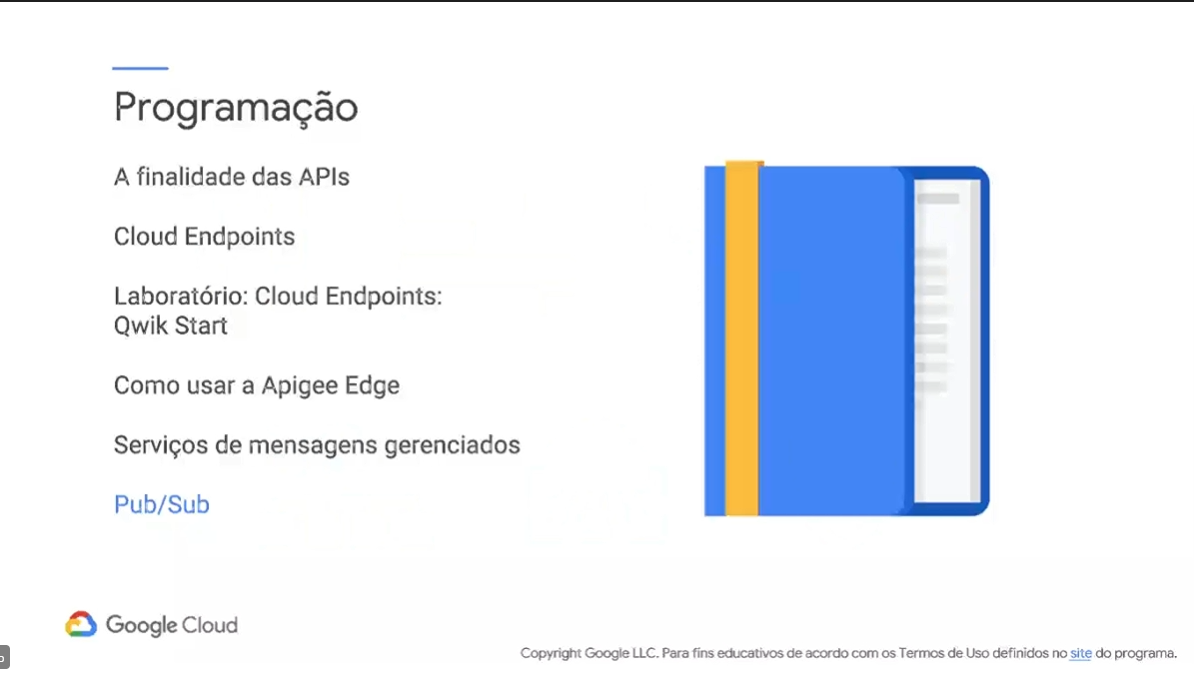 Programação
A finalidade das APIs
Cloud Endpoints
Laboratório: Cloud Endpoints:
Qwik Start
Como usar a Apigee Edge
Serviços de mensagens gerenciados
Pub/Sub
Google Cloud
Copyright Google LLC. Para fins educativos de acordo com os Termos de Uso definidos no site do programa.